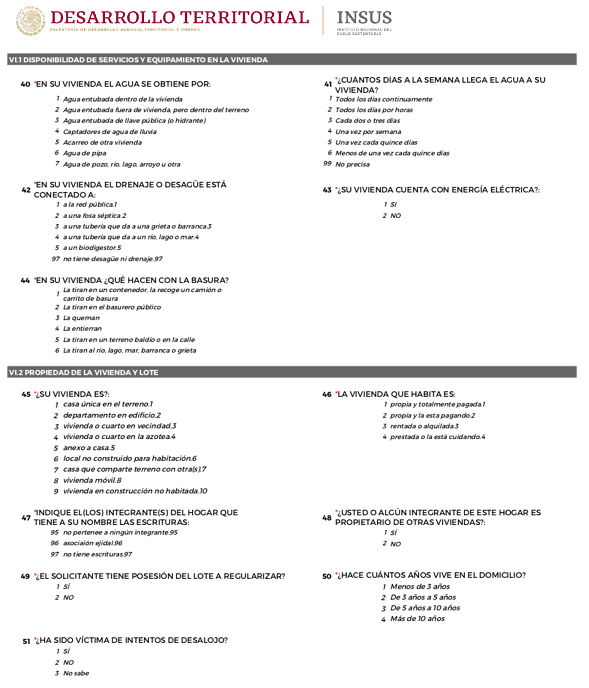 DESARROLLO TERRITORIAL
SECRETARÍA DE DESARROLLO AGRARIO, TERRITORIAL Y URBANO
INSUS
INSTITUTO NACIONAL DEL
SUELO SUSTENTABLE
VI.1 DISPONIBILIDAD DE SERVICIOS Y EQUIPAMIENTO EN LA VIVIENDA
40 *EN SU VIVIENDA EL AGUA SE OBTIENE POR:
1 Agua entubada dentro de la vivienda
2 Agua entubada fuera de vivienda, pero dentro del terreno
3 Agua entubada de llave pública (o hidrante)
4 Captadores de agua de lluvia
5 Acarreo de otra vivienda
6 Agua de pipa
7 Agua de pozo, río, lago, arroyo u otra
41 *¿CUANTOS DÍAS A LA SEMANA LLEGA EL AGUA A SU
VIVIENDA?
1 Todos los días continuamente
2 Todos los días por horas
3 Cada dos o tres días
4 Una vez por semana
5 Una vez cada quince días
6 Menos de una vez cada quince días
99 No precisa
42 *EN SU VIVIENDA EL DRENAJE O DESAGÜE ESTÁ
CONECTADO A:
1 a la red pública.1
2 a una fosa séptica.2
3 a una tubería que da a una grieta o barranca.3
4 a una tubería que da a un río, lago o mar.4
5 a un biodigestor.5
97 no tiene desagüe ni drenaje.97
43 *¿SU VIVIENDA CUENTA CON ENERGÍA ELÉCTRICA?:
1 SI
2 NO
44 *EN SU VIVIENDA ¿QUÉ HACEN CON LA BASURA?
1 La tiran en un contenedor, la recoge un camión o
carrito de basura
2 La tiran en el basurero público
3 La queman
4 La entierran
5 La tiran en un terreno baldío o en la calle
6 La tiran al río, lago, mar, barranca o grieta
VI.2 PROPIEDAD DE LA VIVIENDA Y LOTE
45 *¿SU VIVIENDA ES?:
1 casa única en el terreno.1
2 departamento en edificio.2
3 vivienda o cuarto en vecindad.3
4 vivienda o cuarto en la azotea.4
5 anexo a casa.5
6 local no construido para habitación.6
7 casa que comparte terreno con otra(s).7
8 vivienda móvil.8
9 vivienda en construcción no habitada.10
46 *LA VIVIENDA QUE HABITA ES:
1 propia y totalmente pagada.1
2 propia y la esta pagando.2
3 rentada o alquilada.3
4 prestada o la está cuidando.4
47 *INDIQUE EL(LOS) INTEGRANTE(S) DEL HOGAR QUE
TIENE A SU NOMBRE LAS ESCRITURAS:
95 no pertenee a ningún integrante.95
96 asociaión ejidal.96
97 no tiene escrituras.97
48 *¿USTED O ALGÚN INTEGRANTE DE ESTE HOGAR ES
PROPIETARIO DE OTRAS VIVIENDAS?:
1 SÍ
2 NO
49 *¿EL SOLICITANTE TIENE POSESIÓN DEL LOTE A REGULARIZAR?
1 SÍ
2 NO
50 *¿HACE CUÁNTOS AÑOS VIVE EN EL DOMICILIO?
1 Menos de 3 años
2 De 3 años a 5 años
3 De 5 años a 10 años
4 Más de 10 años
51 *¿HA SIDO VÍCTIMA DE INTENTOS DE DESALOJO?
1 SÍ
2 NO
3 No sabe